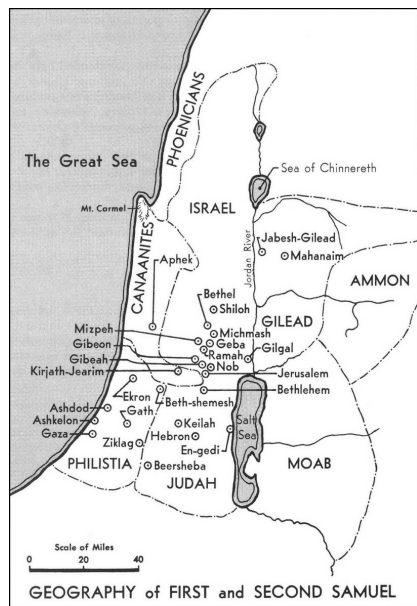 PHOENICIANS
The Great Sea
Sea of Chinnereth
Mt. Carmel
ISRAEL
CANAANITES
Jordan River
Jabesh-Gilead
Mahanaim
Aphek
AMMON
Bethel
Shiloh
GILEAD
Mizpeh
Michmash
Gibeon
Geba
Ramah
Gilgal
Gibeah
Nob
Kirjath-Jearim
Jerusalem
Bethlehem
Ekron
Beth-shemesh
Ashdod
Gath
Ashkelon
Keilah
Salt
Sea
Gaza
Ziklag
Hebron
En-gedi
PHILISTIA
Beersheba
MOAB
JUDAH
Scale of Miles
0 20 40
GEOGRAPHY of FIRST and SECOND SAMUEL